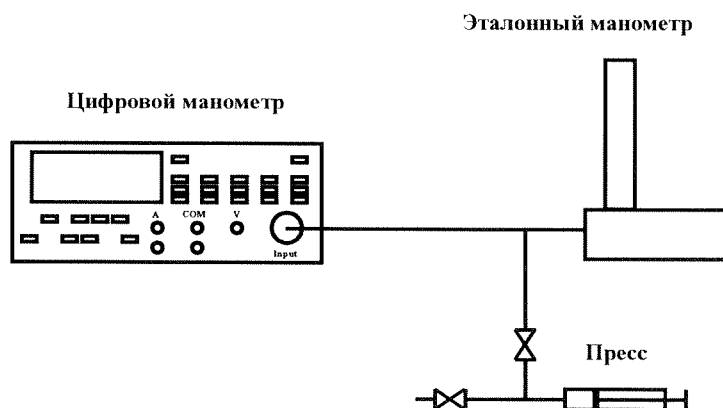 Эталонный манометр
Цифровой манометр
A COM V
Input
Пресс